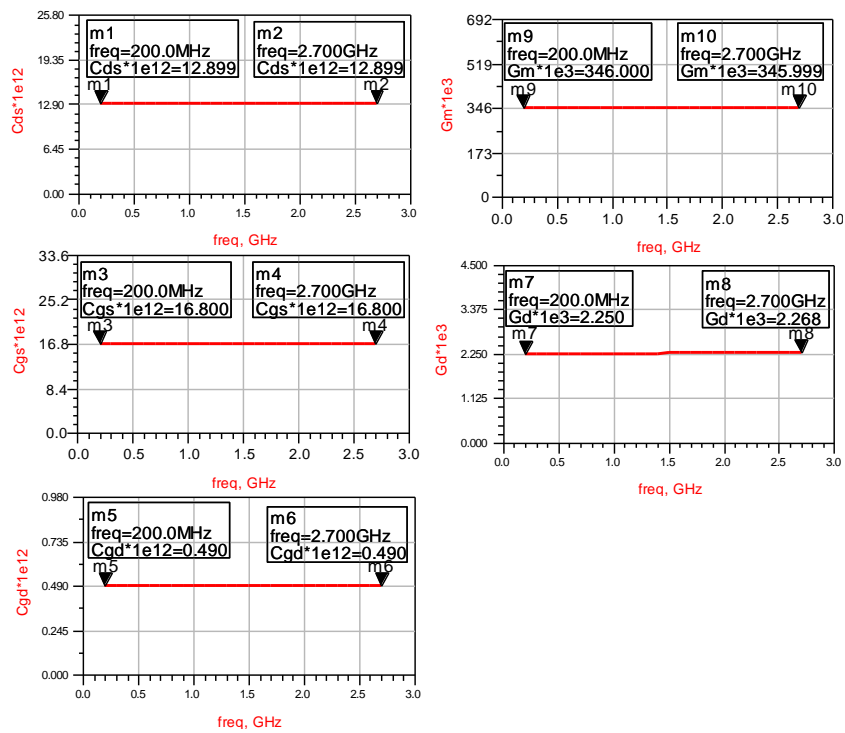 25.80
19.35
12.90
6.45
0.00
Cds*1e12
m1
freq=200.0MHz
Cds*1e12=12.899
m2
freq=2.700GHz
Cds*1e12=12.899
m1
m2
0.0
0.5
1.0
1.5
2.0
2.5
3.0
freq, GHz
692
519
346
173
0
Gm*1e3
m9
freq=200.0MHz
Gm*1e3=346.000
m10
freq=2.700GHz
Gm*1e3=345.999
m9
m10
0.0
0.5
1.0
1.5
2.0
2.5
3.0
freq, GHz
33.6
25.2
16.8
8.4
0.0
Cgs*1e12
m3
freq=200.0MHz
Cgs*1e12=16.800
m4
freq=2.700GHz
Cgs*1e12=16.800
m3
m4
0.0
0.5
1.0
1.5
2.0
2.5
3.0
freq, GHz
4.500
3.375
2.250
1.125
0.000
Gd*1e3
m7
freq=200.0MHz
Gd*1e3=2.250
m8
freq=2.700GHz
Gd*1e3=2.268
m7
m8
0.0
0.5
1.0
1.5
2.0
2.5
3.0
freq, GHz
0.980
0.735
0.490
0.245
0.000
Cgd*1e12
m5
freq=200.0MHz
Cgd*1e12=0.490
m6
freq=2.700GHz
Cgd*1e12=0.490
m5
m6
0.0
0.5
1.0
1.5
2.0
2.5
3.0
freq, GHz